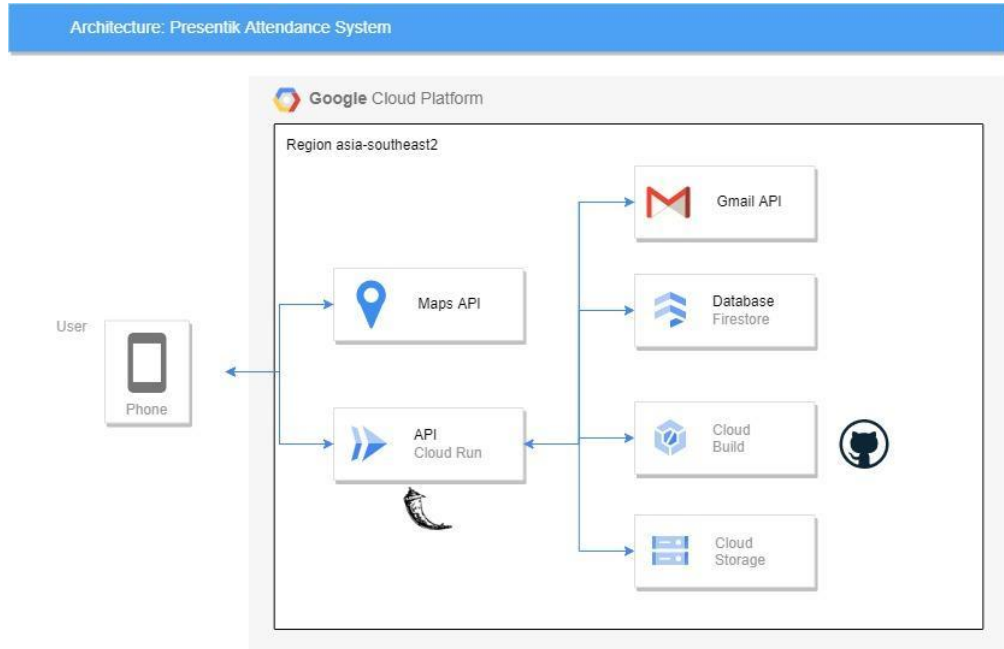 Architecture: Presentik Attendance System
Google Cloud Platform
Region asia-southeast2
Gmail API
Maps API
Database
Firestore
User
Phone
API
Cloud Run
Cloud
Build
Cloud
Storage